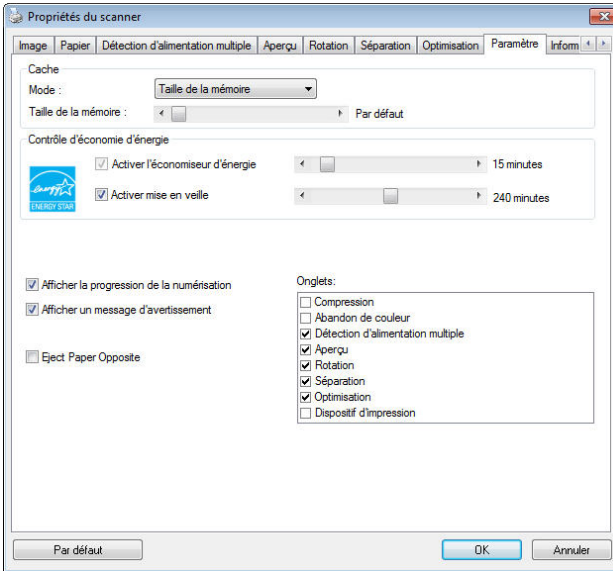 Propriétés du scanner
Image Papier Détection d'alimentation multiple Aperçu Rotation Séparation Optimisation Paramètre Inform
Cache
Mode : Taille de la mémoire
Taille de la mémoire : Par défaut
Contrôle d'économie d'énergie
Activer l'économiseur d'énergie 15 minutes
energy
ENERGY STAR
Activer mise en veille 240 minutes
Afficher la progression de la numérisation
Afficher un message d'avertissement
Eject Paper Opposite
Onglets:
Compression
Abandon de couleur
Détection d'alimentation multiple
Aperçu
Rotation
Séparation
Optimisation
Dispositif d'impression
Par défaut OK Annuler